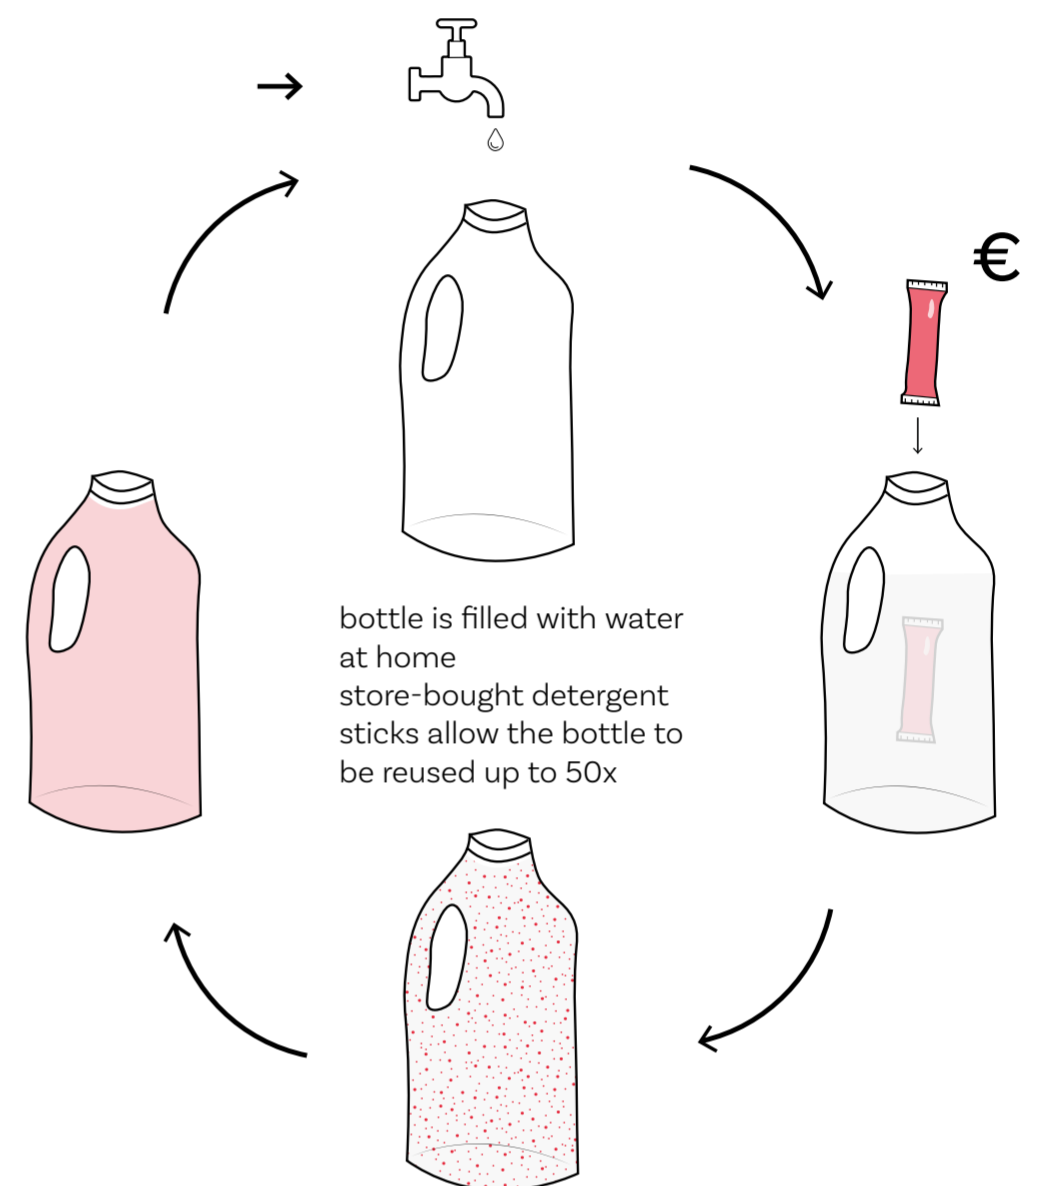 €
bottle is filled with water
at home
store-bought detergent
sticks allow the bottle to
be reused up to 50x